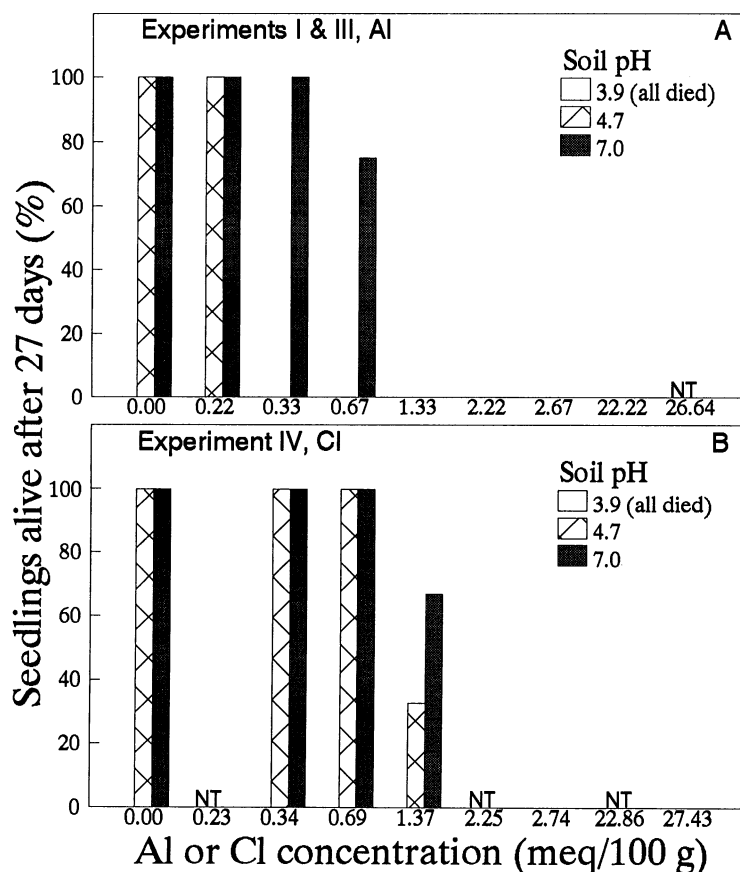 Experiments I & III, Al
A
Soil pH
3.9 (all died)
4.7
7.0
100
80
60
40
20
0
NT
0.00 0.22 0.33 0.67 1.33 2.22 2.67 22.22 26.64
Experiment IV, Cl
B
Soil pH
3.9 (all died)
4.7
7.0
100
80
60
40
20
0
NT NT NT
0.00 0.23 0.34 0.69 1.37 2.25 2.74 22.86 27.43
Seedlings alive after 27 days (%)
Al or Cl concentration (meq/100 g)